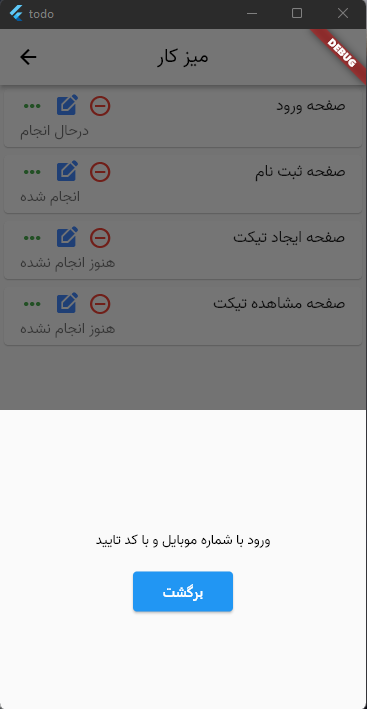 todo
DEBUG
میز کار
صفحه ورود
درحال انجام
صفحه ثبت نام
انجام شده
صفحه ایجاد تیکت
هنوز انجام نشده
صفحه مشاهده تیکت
هنوز انجام نشده
ورود با شماره موبایل و با کد تایید
برگشت